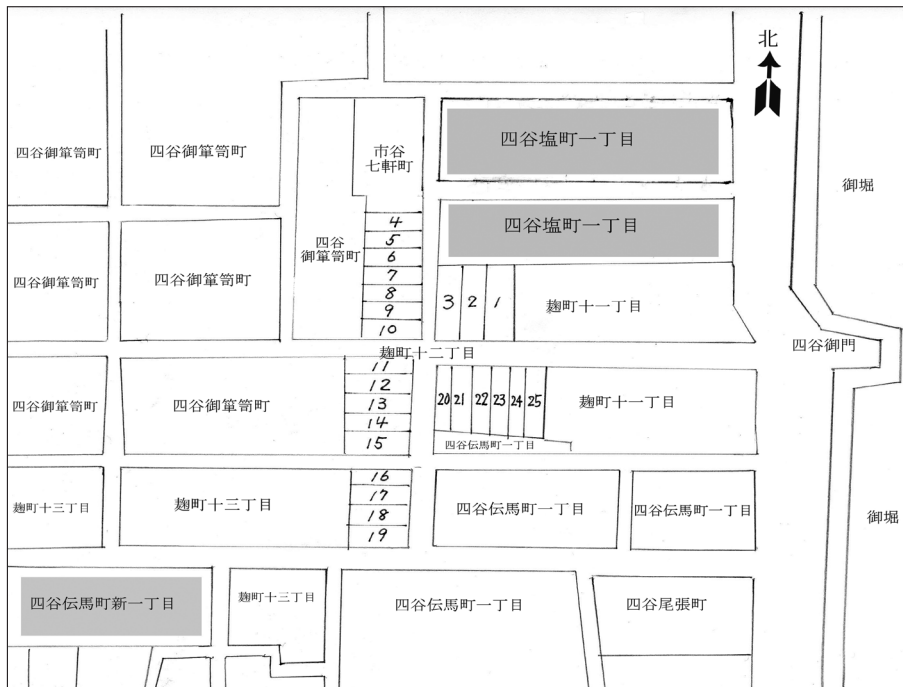 北
四谷塩町一丁目
四谷御箪笥町
四谷御箪笥町
市谷
七軒町
御堀
四谷塩町一丁目
4
5
6
7
8
9
10
四谷
御箪笥町
四谷御箪笥町
四谷御箪笥町
3
2
1
麹町十一丁目
四谷御門
麹町十二丁目
11
12
13
14
15
四谷御箪笥町
四谷御箪笥町
20
21
22
23
24
25
麹町十一丁目
四谷伝馬町一丁目
16
17
18
19
麹町十三丁目
麹町十三丁目
四谷伝馬町一丁目
四谷伝馬町一丁目
御堀
四谷伝馬町新一丁目
麹町十三丁目
四谷伝馬町一丁目
四谷尾張町